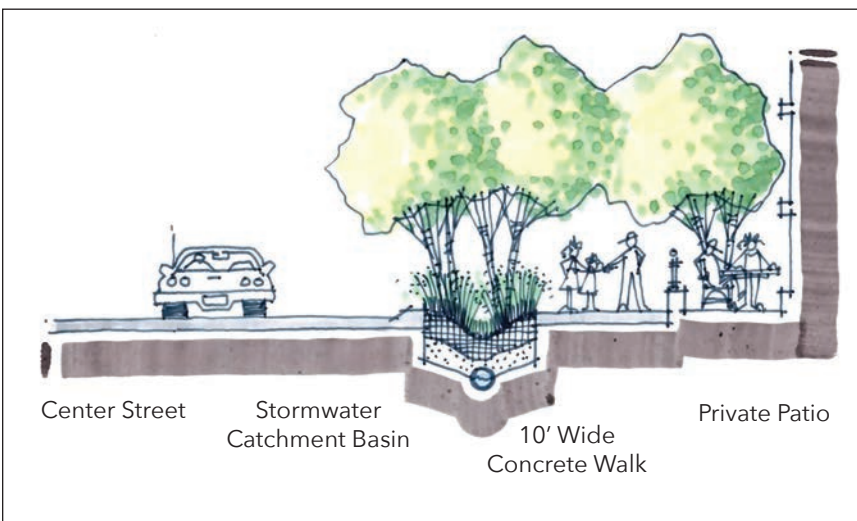 Center Street
Stormwater
Catchment Basin
10' Wide
Concrete Walk
Private Patio